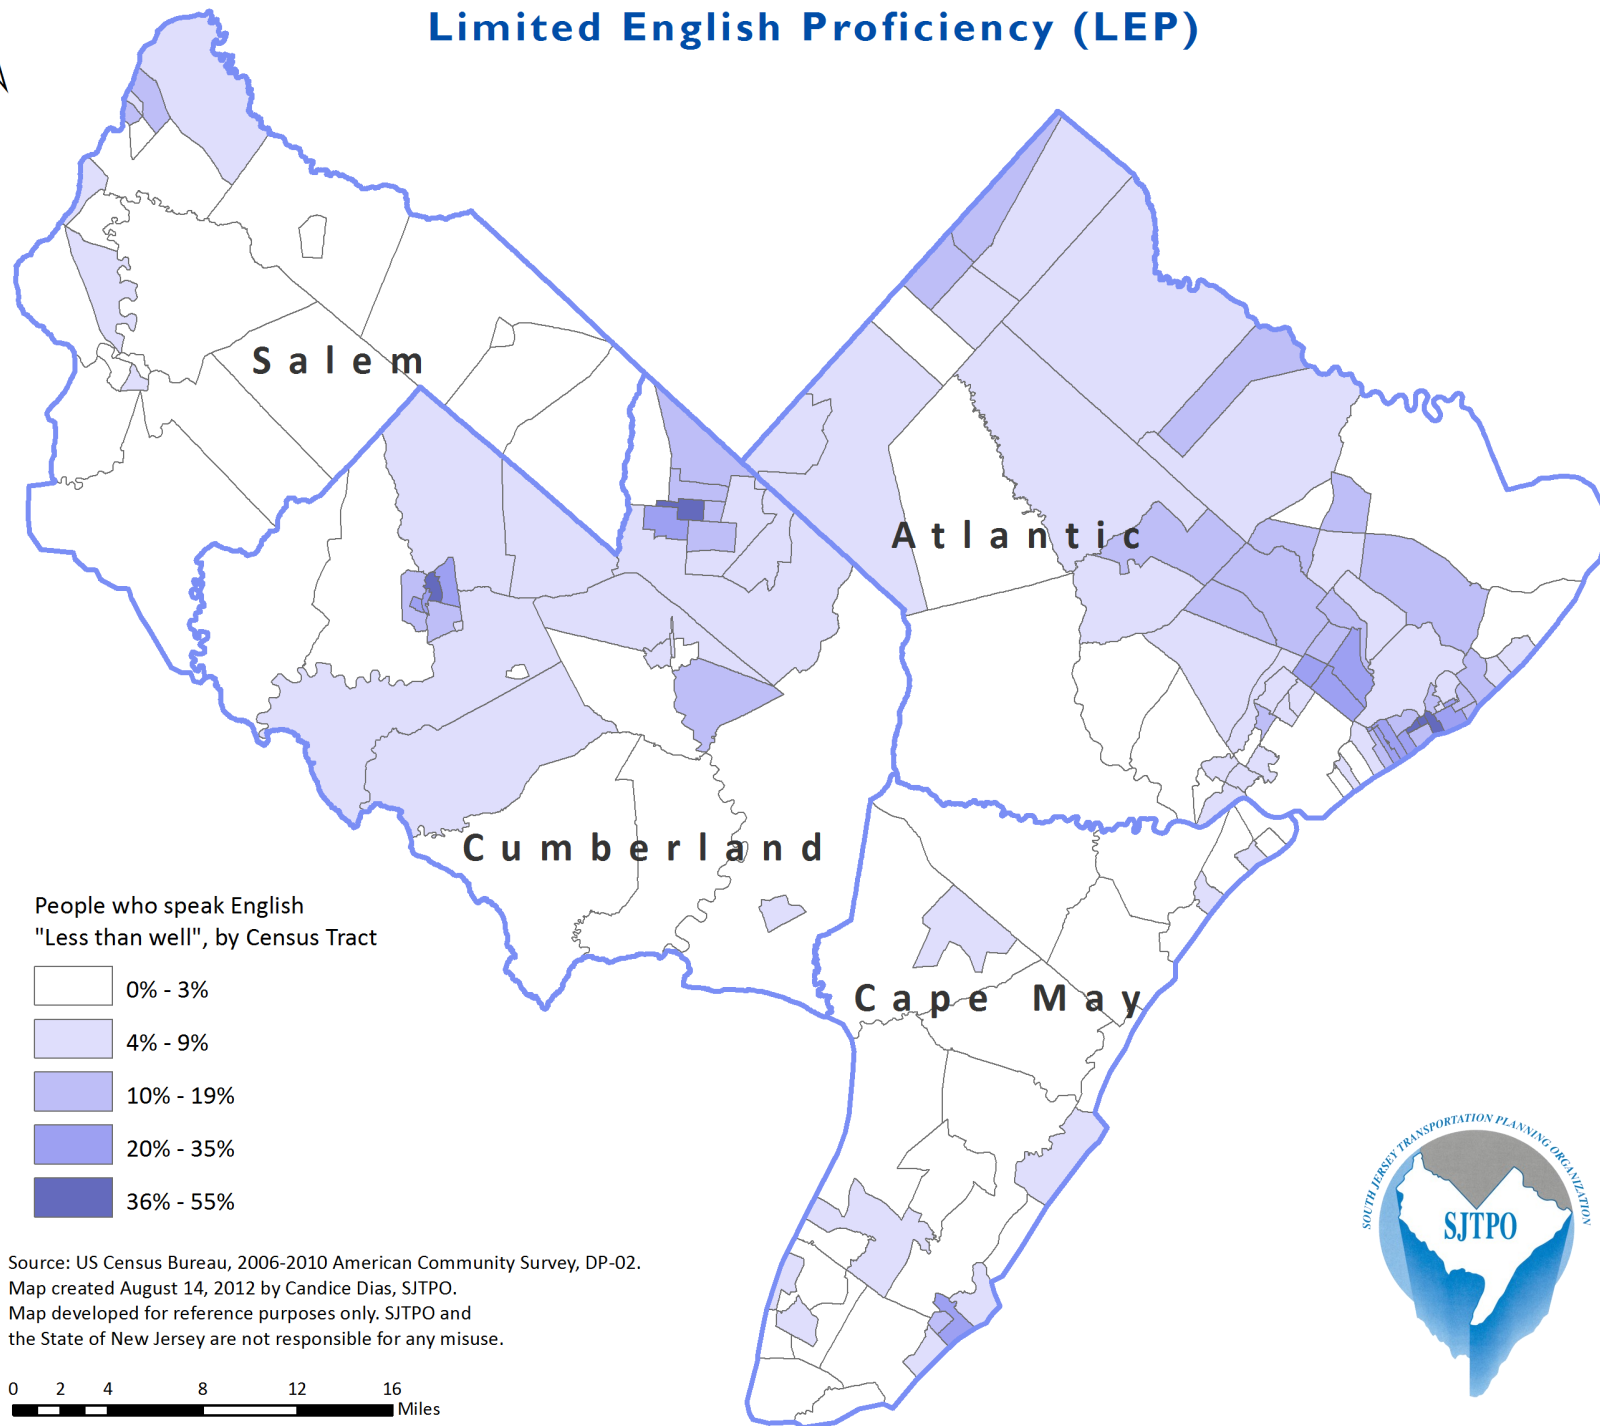 Limited English Proficiency (LEP)
Salem
Atlantic
Cumberland
Cape May
People who speak English
"Less than well", by Census Tract
0% - 3%
4% - 9%
10% - 19%
20% - 35%
36% - 55%
Source: US Census Bureau, 2006-2010 American Community Survey, DP-02.
Map created August 14, 2012 by Candice Dias, SJTPO.
Map developed for reference purposes only. SJTPO and
the State of New Jersey are not responsible for any misuse.
0 2 4 8 12 16
Miles
SOUTH JERSEY TRANSPORTATION PLANNING ORGANIZATION
SJTPO